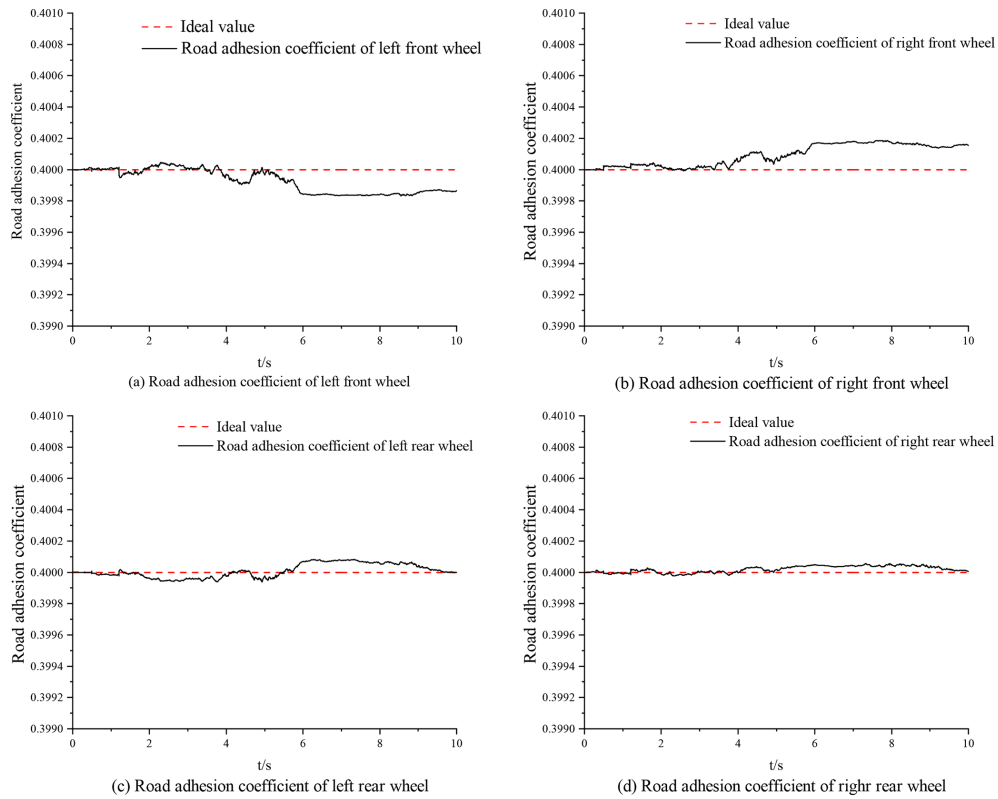 Ideal value
Road adhesion coefficient of left front wheel
Road adhesion coefficient
0.4010
0.4008
0.4006
0.4004
0.4002
0.4000
0.3998
0.3996
0.3994
0.3992
0.3990
0 2 4 6 8 10
t/s
(a) Road adhesion coefficient of left front wheel
Ideal value
Road adhesion coefficient of right front wheel
Road adhesion coefficient
0.4010
0.4008
0.4006
0.4004
0.4002
0.4000
0.3998
0.3996
0.3994
0.3992
0.3990
0 2 4 6 8 10
t/s
(b) Road adhesion coefficient of right front wheel
Ideal value
Road adhesion coefficient of left rear wheel
Road adhesion coefficient
0.4010
0.4008
0.4006
0.4004
0.4002
0.4000
0.3998
0.3996
0.3994
0.3992
0.3990
0 2 4 6 8 10
t/s
(c) Road adhesion coefficient of left rear wheel
Ideal value
Road adhesion coefficient of right rear wheel
Road adhesion coefficient
0.4010
0.4008
0.4006
0.4004
0.4002
0.4000
0.3998
0.3996
0.3994
0.3992
0.3990
0 2 4 6 8 10
t/s
(d) Road adhesion coefficient of righr rear wheel